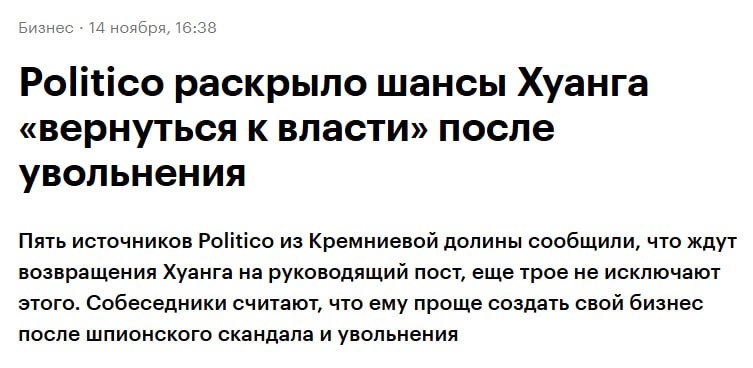 Бизнес · 14 ноября, 16:38
Politico раскрыло шансы Хуанга
«вернуться к власти» после
увольнения
Пять источников Politico из Кремниевой долины сообщили, что ждут
возвращения Хуанга на руководящий пост, еще трое не исключают
этого. Собеседники считают, что ему проще создать свой бизнес
после шпионского скандала и увольнения